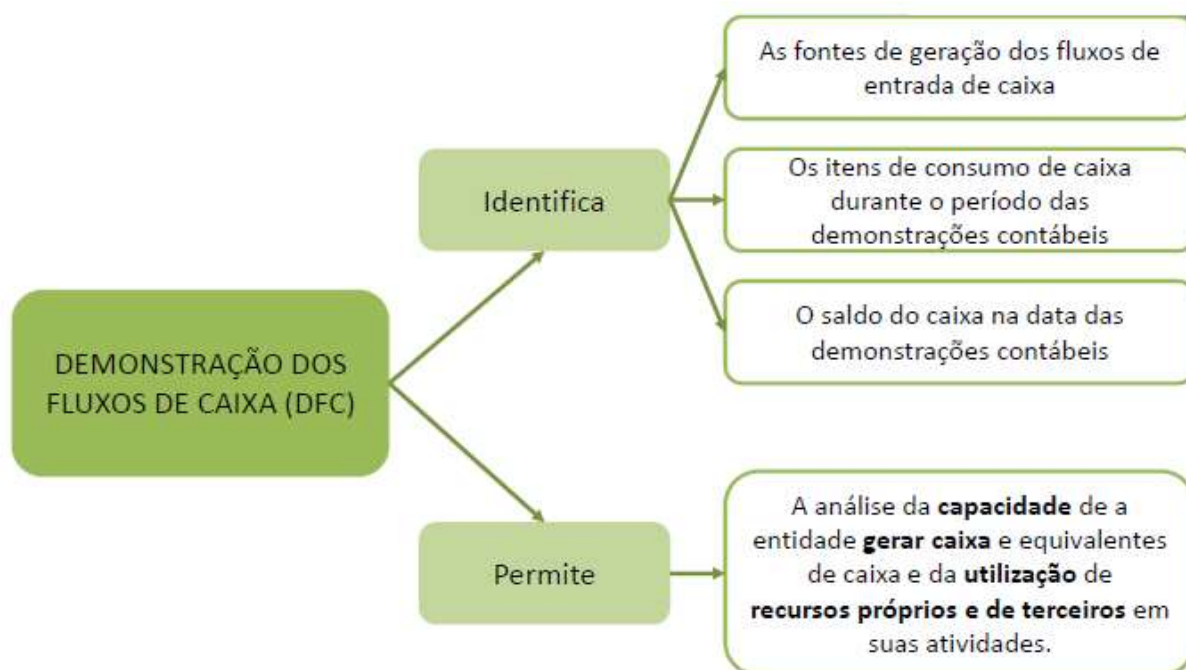 DEMONSTRAÇÃO DOS
FLUXOS DE CAIXA (DFC)
Identifica
As fontes de geração dos fluxos de
entrada de caixa
Os itens de consumo de caixa
durante o período das
demonstrações contábeis
O saldo do caixa na data das
demonstrações contábeis
Permite
A análise da capacidade de a
entidade gerar caixa e equivalentes
de caixa e da utilização de
recursos próprios e de terceiros em
suas atividades.